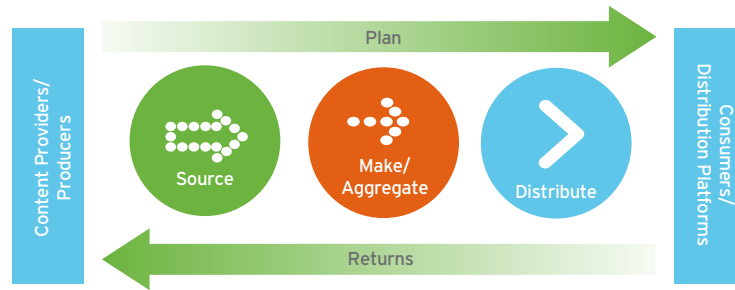 Plan
Content Providers/
Producers
Source
Make/
Aggregate
Distribute
Consumers/
Distribution Platforms
Returns